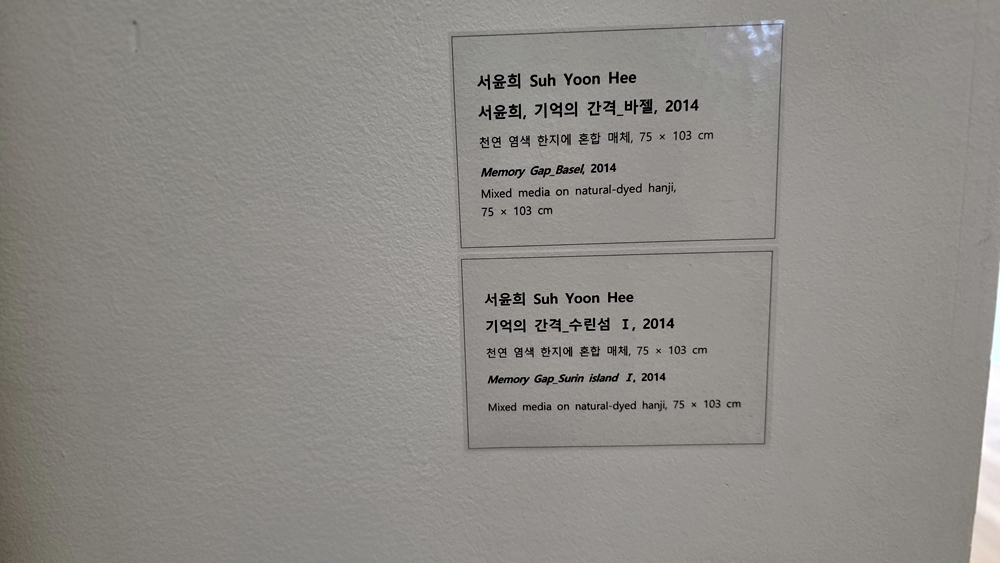 서윤희 Suh Yoon Hee
서윤희, 기억의 간격_바젤, 2014
천연 염색 한지에 혼합 매체, 75 × 103 cm
Memory Gap_Basel, 2014
Mixed media on natural-dyed hanji,
75 × 103 cm
서윤희 Suh Yoon Hee
기억의 간격_수린섬 Ⅰ, 2014
천연 염색 한지에 혼합 매체, 75 × 103 cm
Memory Gap_Surin island Ⅰ, 2014
Mixed media on natural-dyed hanji, 75 × 103 cm